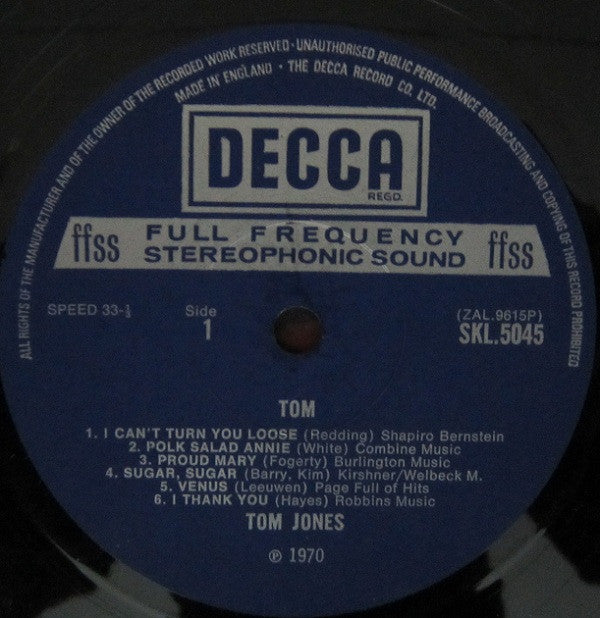 ALL RIGHTS OF THE MANUFACTURER AND OF THE OWNER OF THE RECORDED WORK RESERVED · UNAUTHORISED PUBLIC PERFORMANCE BROADCASTING AND COPYING OF THIS RECORD PROHIBITED
MADE IN ENGLAND · THE DECCA RECORD CO. LTD.
DECCA
REGD.
ffss FULL FREQUENCY STEREOPHONIC SOUND ffss
SPEED 33-⅓
Side
1
(ZAL.9615P)
SKL.5045
TOM
1. I CAN'T TURN YOU LOOSE (Redding) Shapiro Bernstein
2. POLK SALAD ANNIE (White) Combine Music
3. PROUD MARY (Fogerty) Burlington Music
4. SUGAR, SUGAR (Barry, Kim) Kirshner/Welbeck M.
5. VENUS (Leeuwen) Page Full of Hits
6. I THANK YOU (Hayes) Robbins Music
TOM JONES
℗ 1970